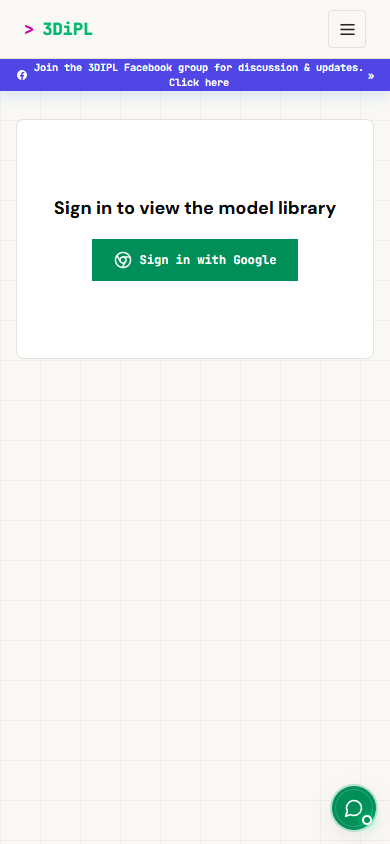 > 3DiPL
Join the 3DIPL Facebook group for discussion & updates.
Click here
»
Sign in to view the model library
Sign in with Google